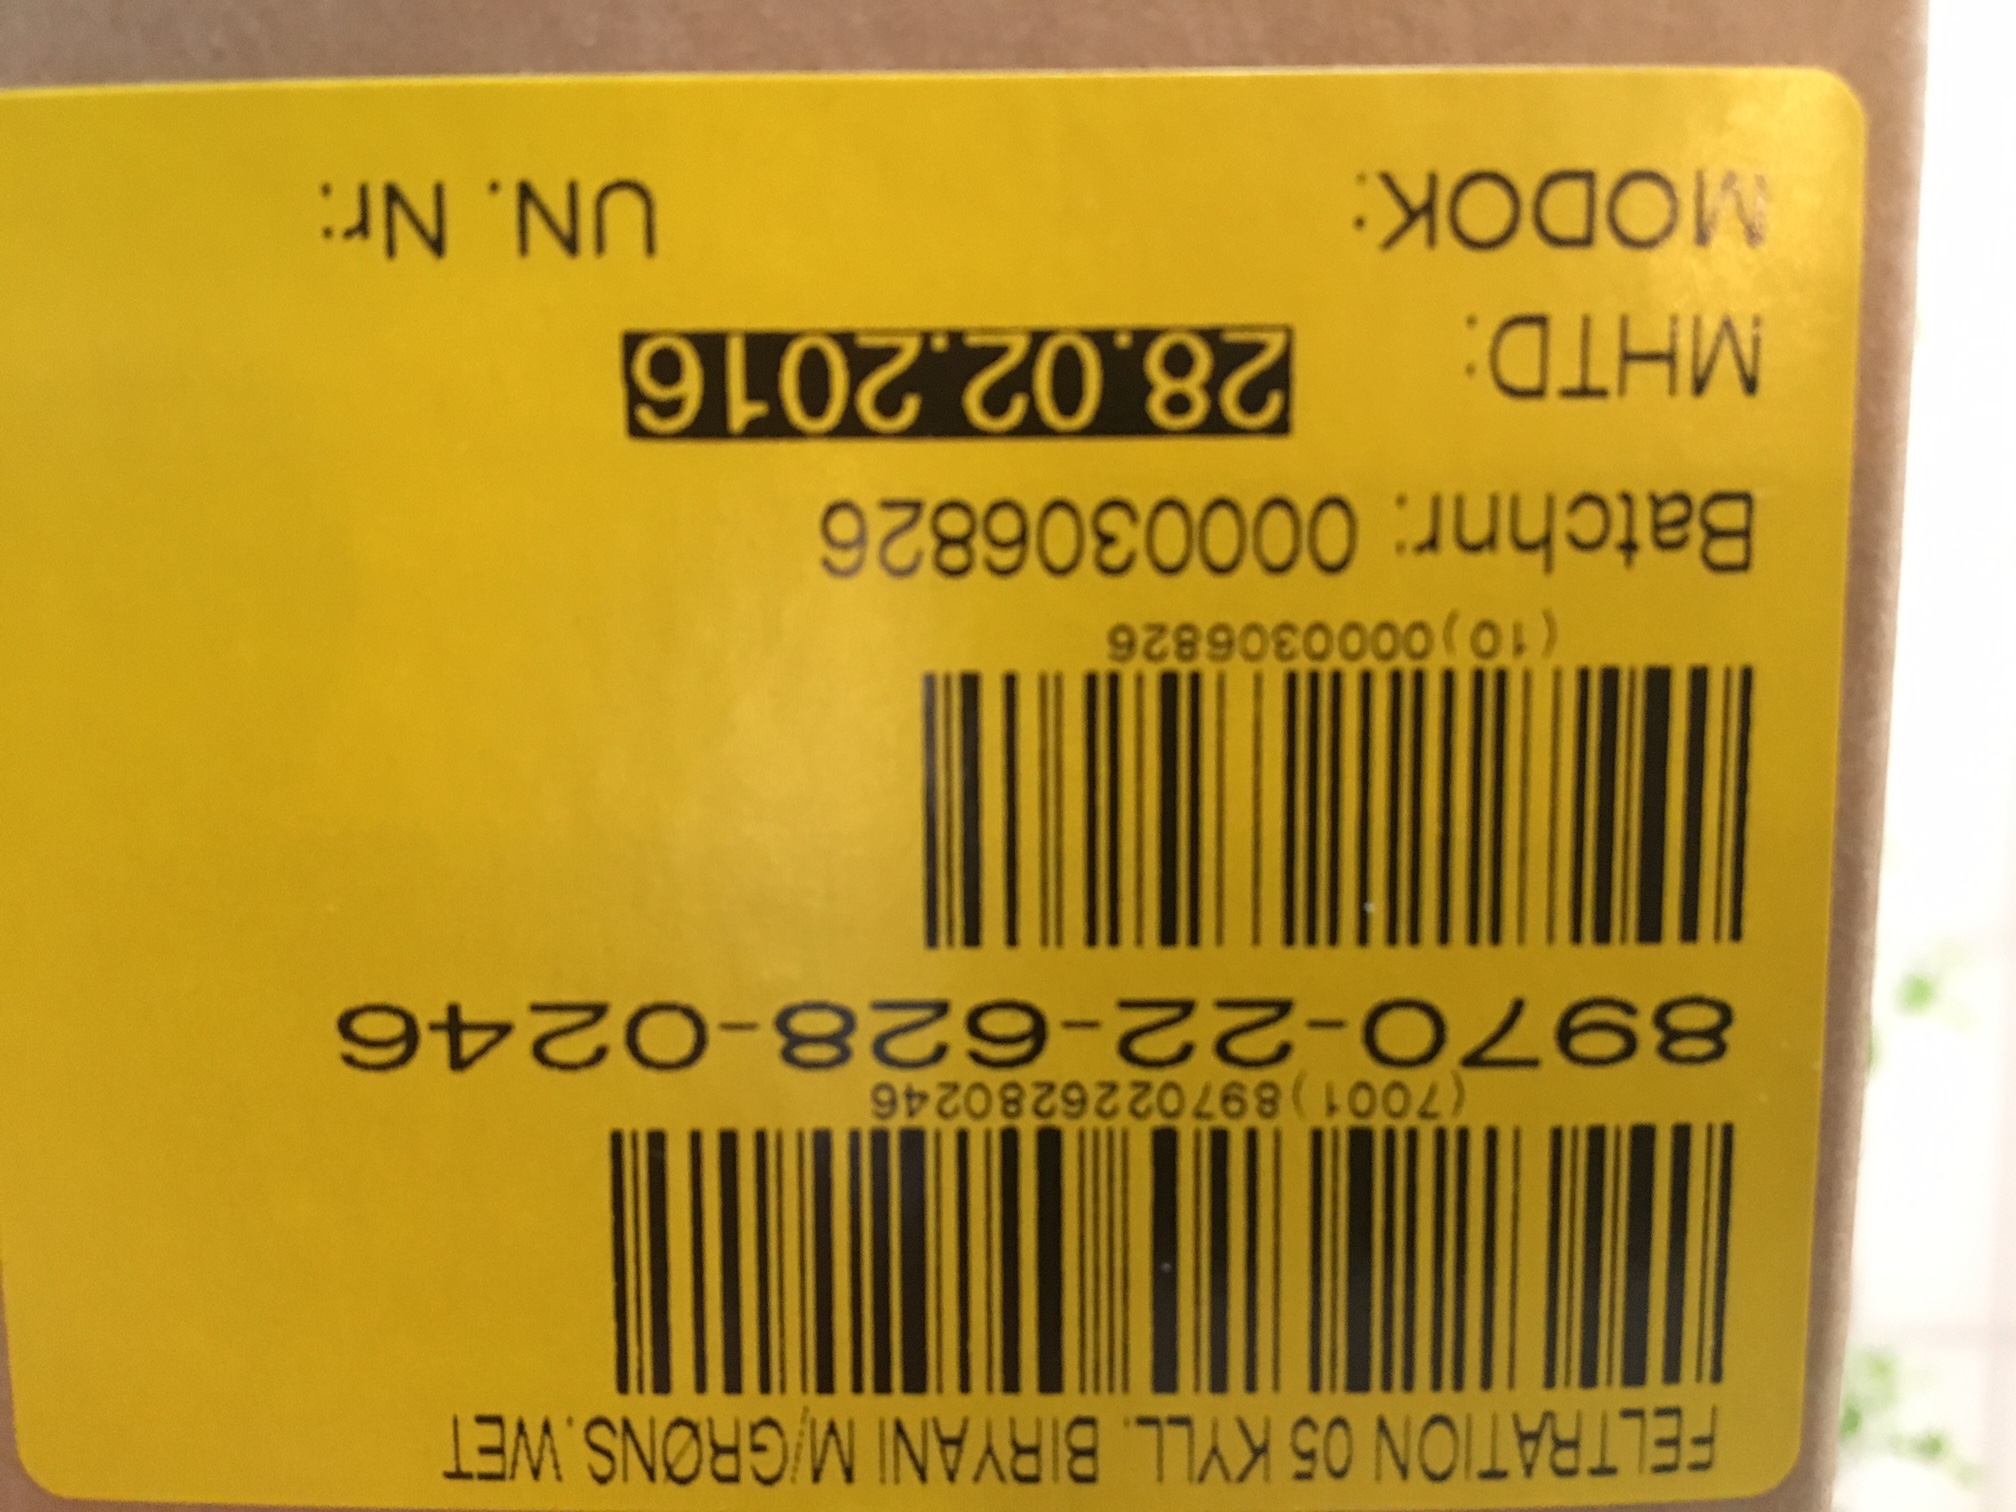 FELTRATION 05 KYLL. BIRYANI M/GRØNS.WET
(7001)8970226280246
8970-22-628-0246
(10)0000306826
Batchnr: 0000306826
MHTD: 28.02.2016
MODOK: UN. Nr: